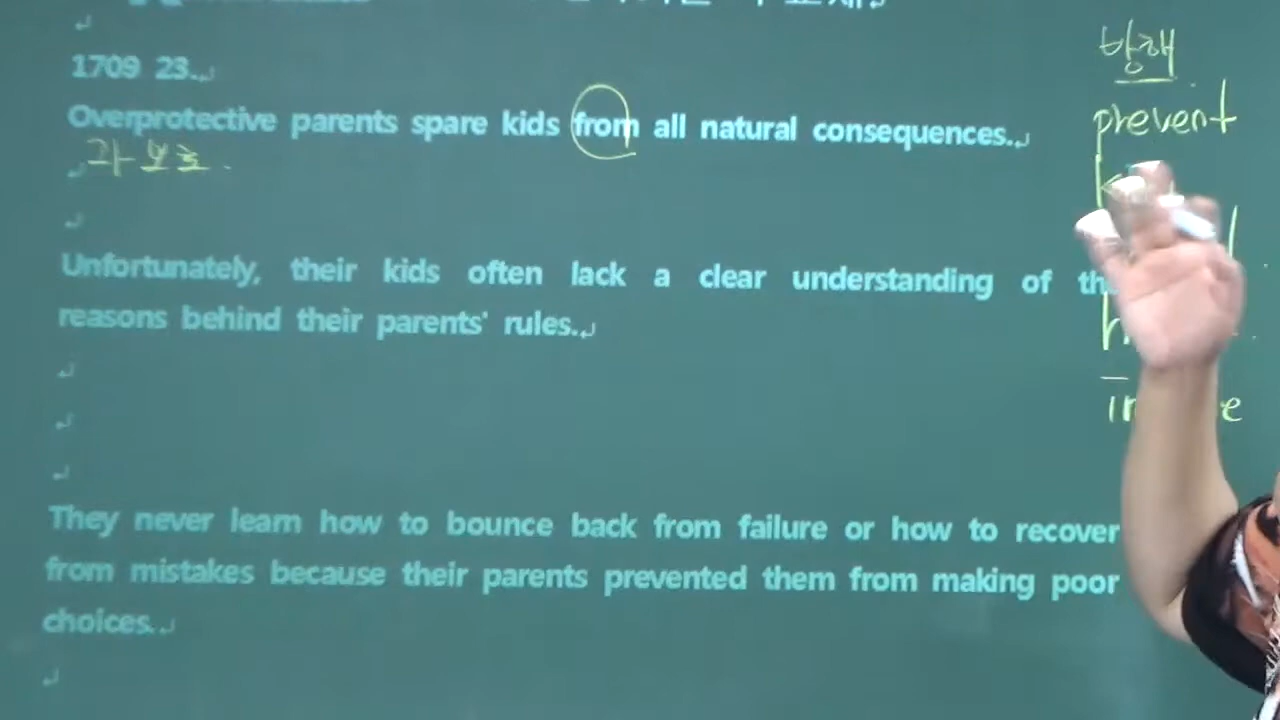 1709 23.
Overprotective parents spare kids from all natural consequences.
과보호.
Unfortunately, their kids often lack a clear understanding of
reasons behind their parents' rules.
They never learn how to bounce back from failure or how to recover
from mistakes because their parents prevented them from making poor
choices.
방해
prevent